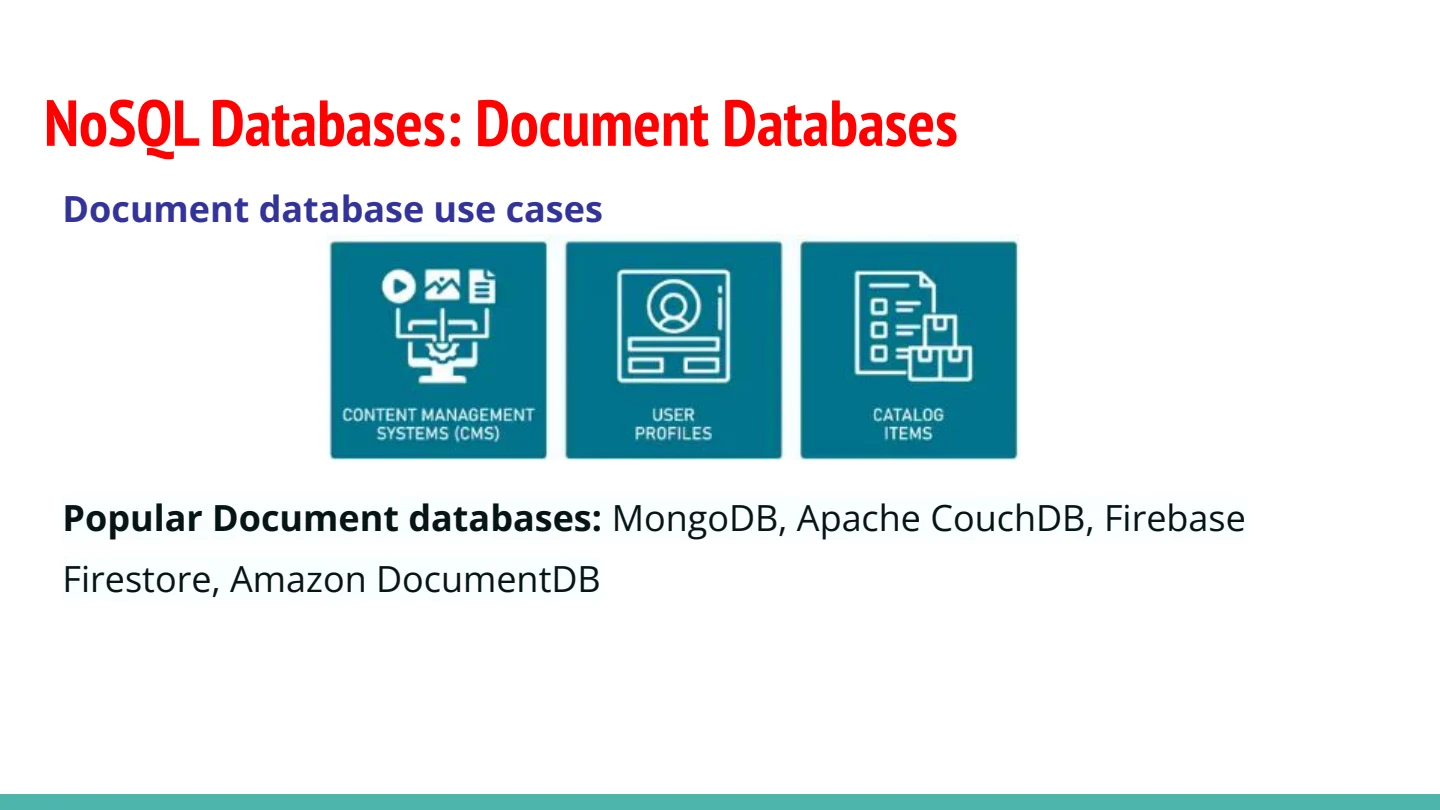 NoSQL Databases: Document Databases
Document database use cases
CONTENT MANAGEMENT
SYSTEMS (CMS)
USER
PROFILES
CATALOG
ITEMS
Popular Document databases: MongoDB, Apache CouchDB, Firebase
Firestore, Amazon DocumentDB